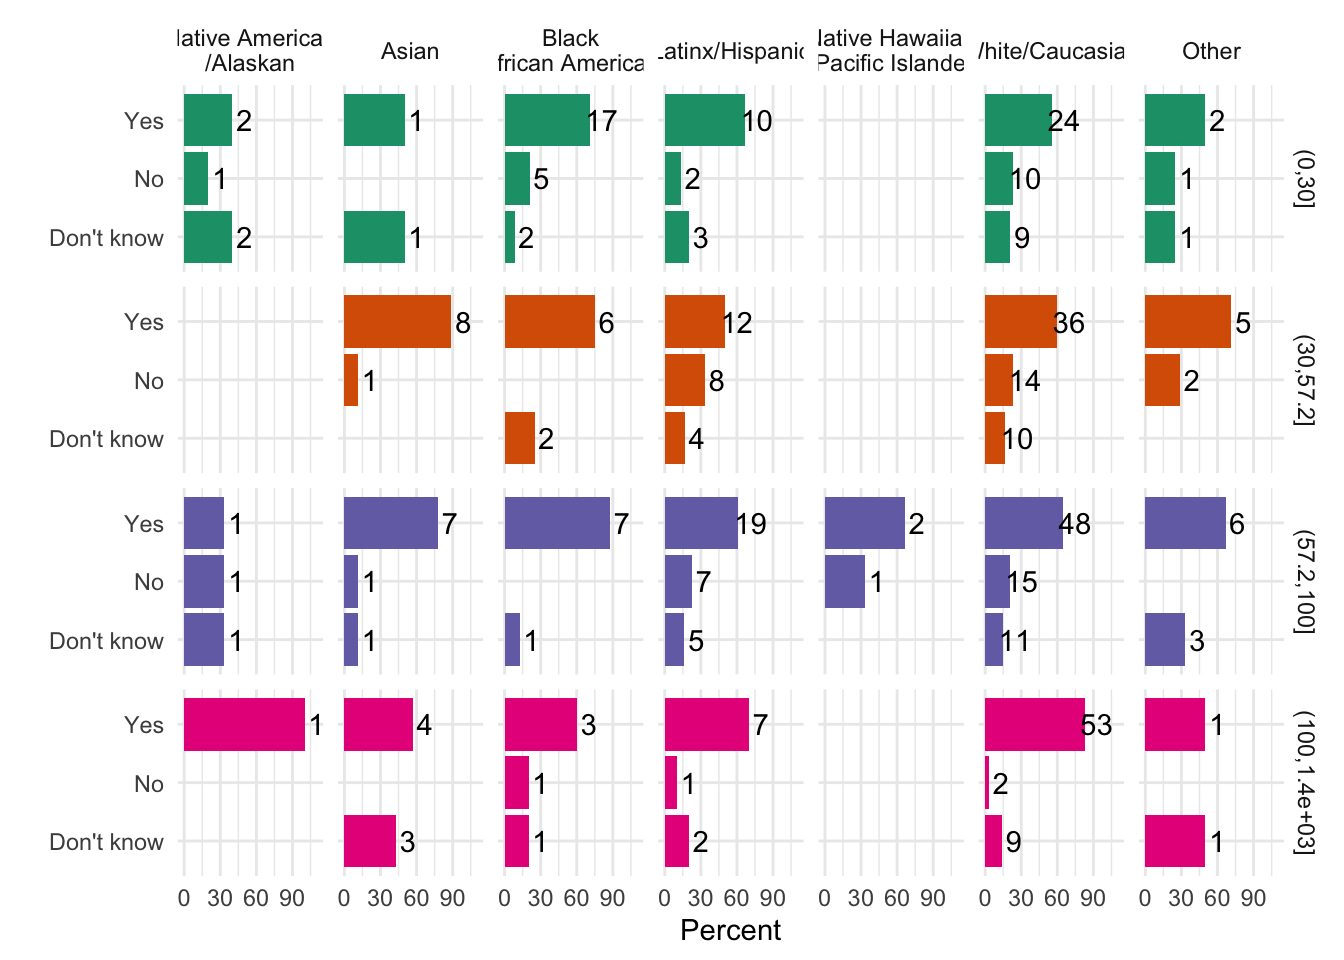 lative America
/Alaskan
Asian
Black
frican America
Latinx/Hispanic
lative Hawaiia
Pacific Islande
/hite/Caucasia
Other
Yes 2 1 17 10 24 2
No 1 5 2 10 1
Don't know 2 1 2 3 9 1
(0,30]
Yes 8 6 12 36 5
No 1 8 14 2
Don't know 2 4 10
(30,57.2]
Yes 1 7 7 19 2 48 6
No 1 1 7 1 15
Don't know 1 1 1 5 11 3
(57.2,100]
Yes 1 4 3 7 53 1
No 1 1 2
Don't know 3 1 2 9 1
(100,1.4e+03]
0 30 60 90 0 30 60 90 0 30 60 90 0 30 60 90 0 30 60 90 0 30 60 90 0 30 60 90
Percent